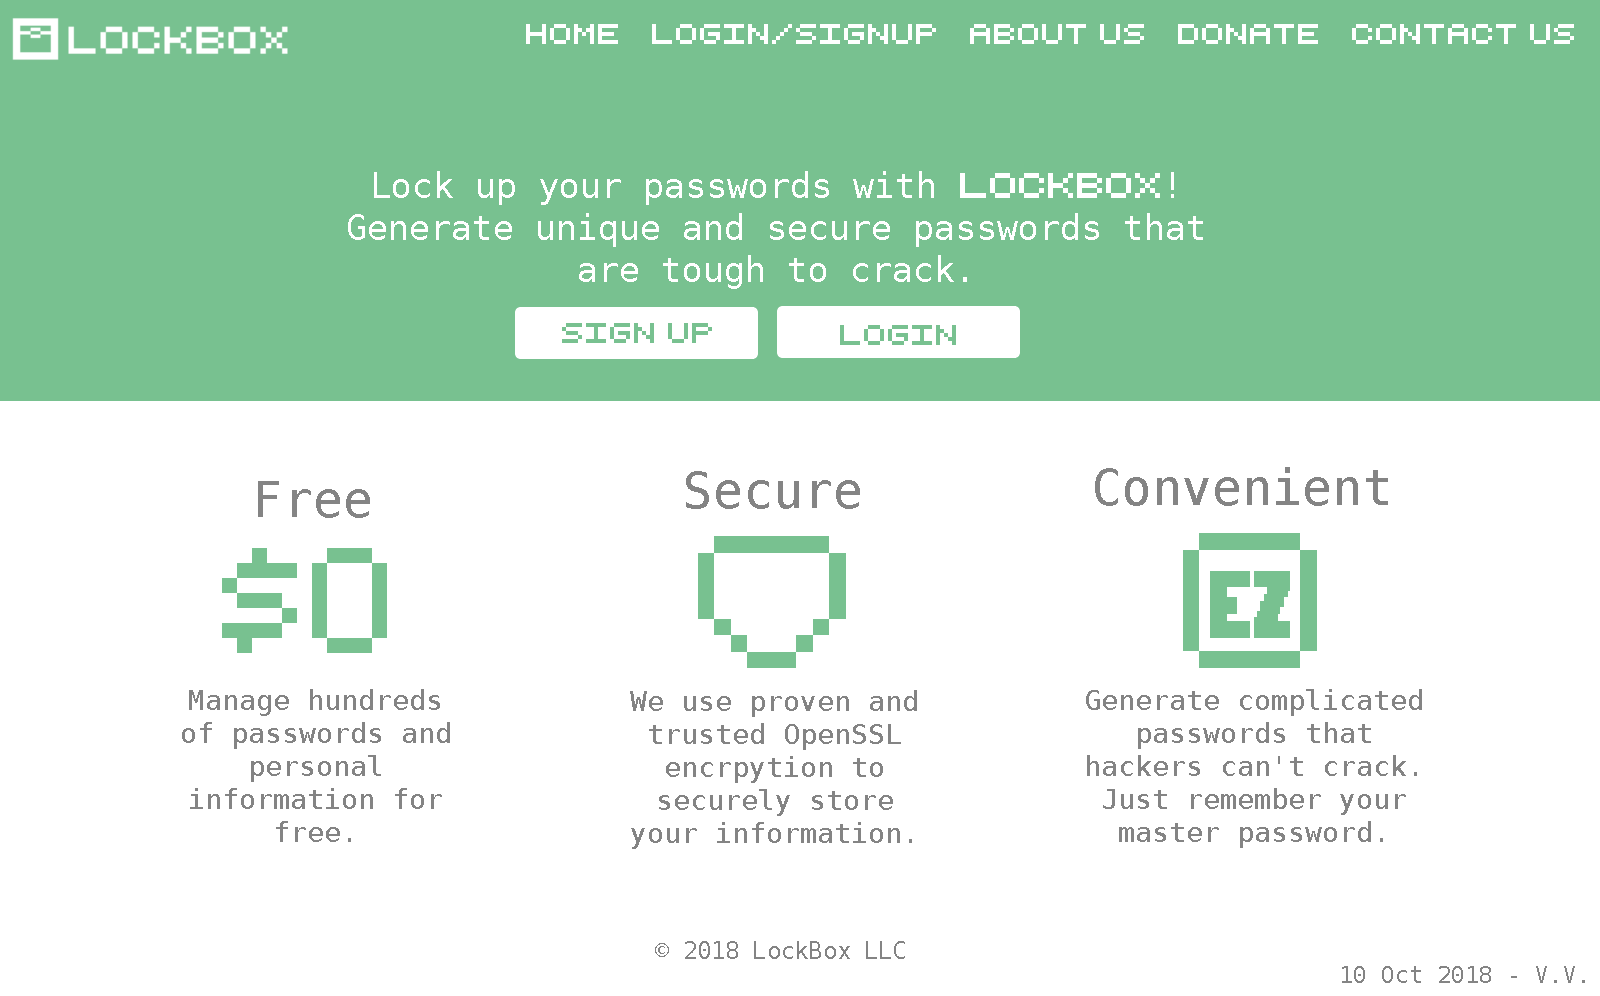 LOCKBOX
HOME LOGIN/SIGNUP ABOUT US DONATE CONTACT US
Lock up your passwords with LOCKBOX!
Generate unique and secure passwords that
are tough to crack.
SIGN UP LOGIN
Free
$0
Manage hundreds
of passwords and
personal
information for
free.
Secure
We use proven and
trusted OpenSSL
encrpytion to
securely store
your information.
Convenient
EZ
Generate complicated
passwords that
hackers can't crack.
Just remember your
master password.
© 2018 LockBox LLC
10 Oct 2018 - V.V.